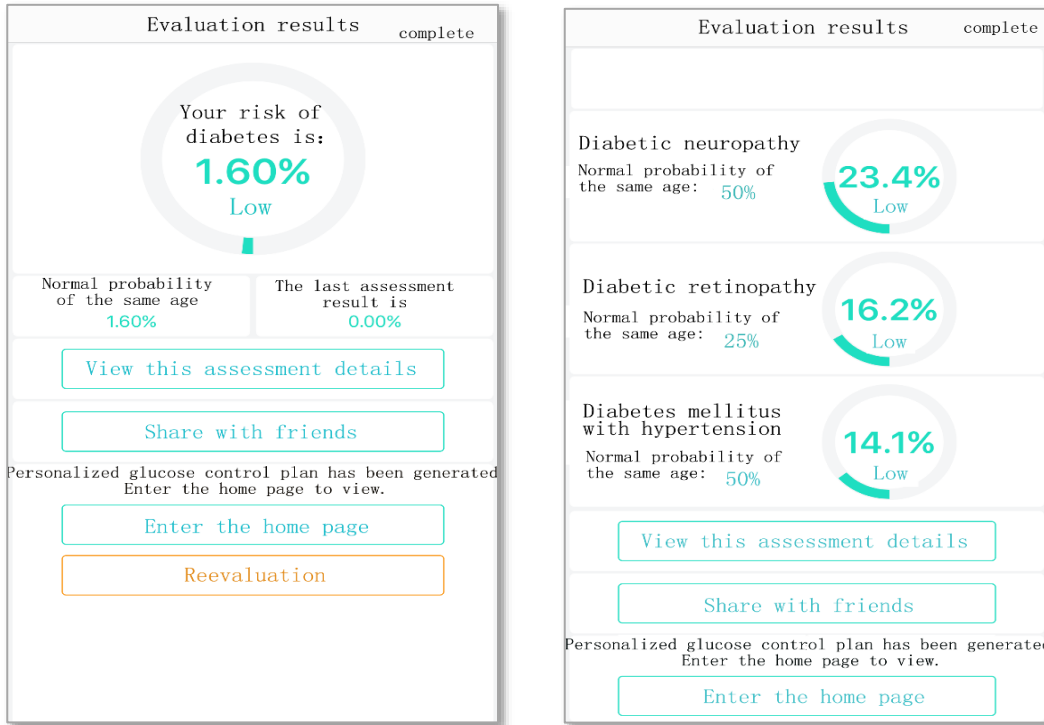 Evaluation results
complete
Your risk of
diabetes is:
1.60%
Low
Normal probability
of the same age
1.60%
The last assessment
result is
0.00%
View this assessment details
Share with friends
Personalized glucose control plan has been generated
Enter the home page to view.
Enter the home page
Reevaluation
Evaluation results
complete
Diabetic neuropathy
Normal probability of
the same age: 50%
23.4%
Low
Diabetic retinopathy
Normal probability of
the same age: 25%
16.2%
Low
Diabetes mellitus
with hypertension
Normal probability of
the same age: 50%
14.1%
Low
View this assessment details
Share with friends
Personalized glucose control plan has been generated
Enter the home page to view.
Enter the home page